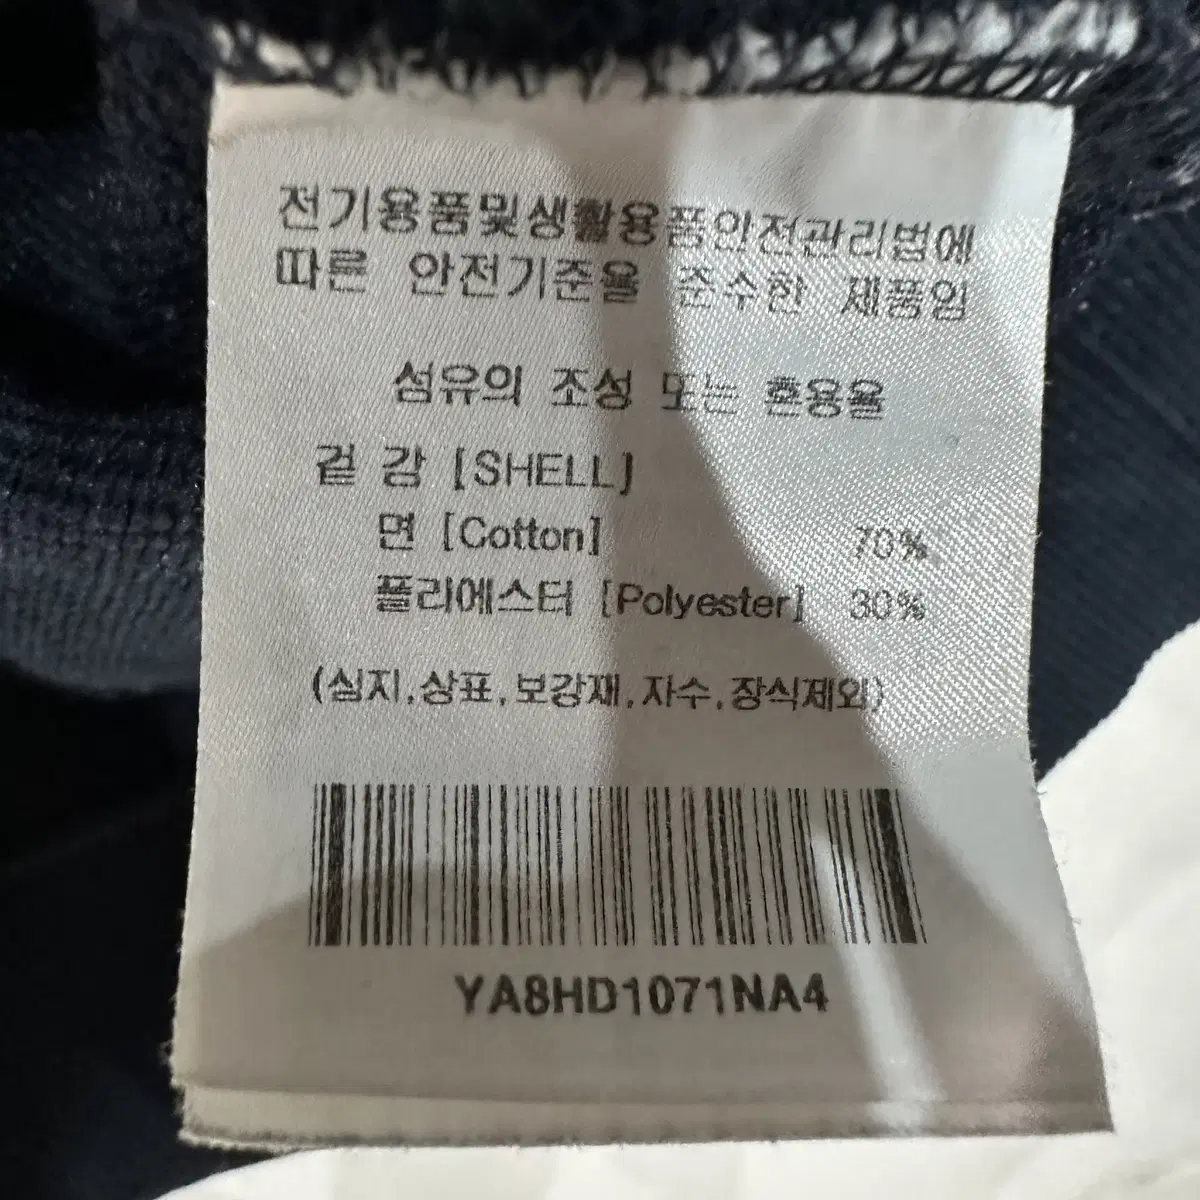 전기용품및생활용품안전관리법에
따른 안전기준을 준수한 제품임
섬유의 조성 또는 혼용율
겉 감 [SHELL]
면 [Cotton] 70%
폴리에스터 [Polyester] 30%
(심지,상표,보강재,자수,장식제외)
YA8HD1071NA4